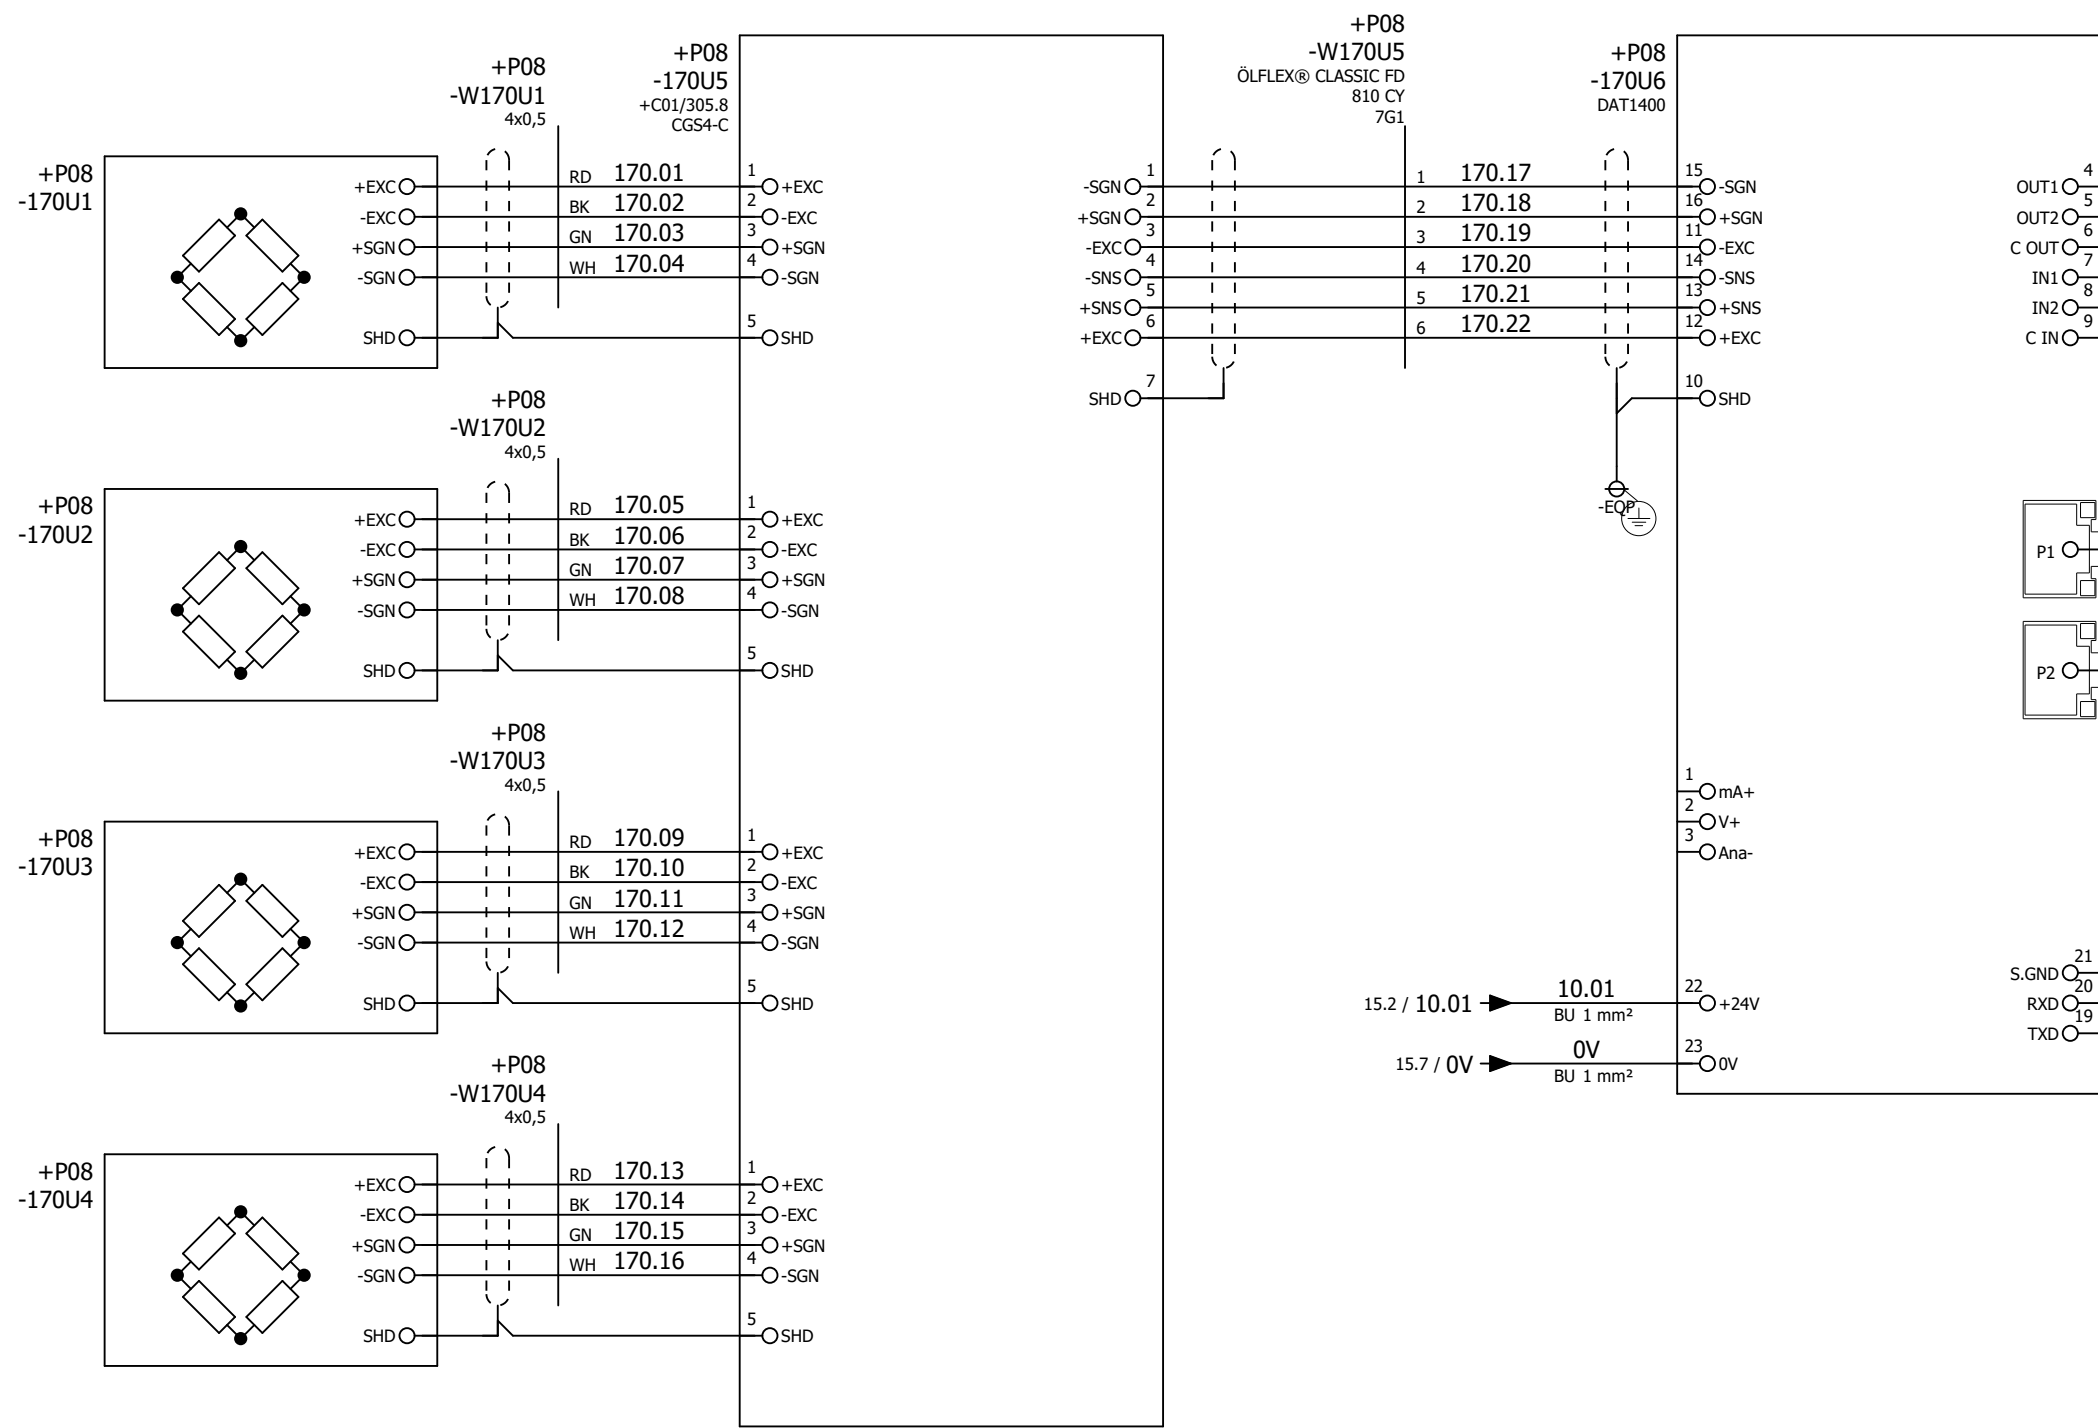 +P08
-W170U1
4x0,5
+P08
-170U5
+C01/305.8
CGS4-C
+P08
-W170U5
ÖLFLEX® CLASSIC FD
810 CY
7G1
+P08
-170U6
DAT1400
+P08
-170U1
+EXC RD 170.01 1 +EXC
-EXC BK 170.02 2 -EXC
+SGN GN 170.03 3 +SGN
-SGN WH 170.04 4 -SGN
SHD 5 SHD
-SGN 1 1 170.17 15 -SGN
+SGN 2 2 170.18 16 +SGN
-EXC 3 3 170.19 11 -EXC
-SNS 4 4 170.20 14 -SNS
+SNS 5 5 170.21 13 +SNS
+EXC 6 6 170.22 12 +EXC
SHD 7 10 SHD
-EQP
OUT1 4
OUT2 5
C OUT 6
IN1 7
IN2 8
C IN 9
+P08
-W170U2
4x0,5
+P08
-170U2
+EXC RD 170.05 1 +EXC
-EXC BK 170.06 2 -EXC
+SGN GN 170.07 3 +SGN
-SGN WH 170.08 4 -SGN
SHD 5 SHD
P1
P2
+P08
-W170U3
4x0,5
+P08
-170U3
+EXC RD 170.09 1 +EXC
-EXC BK 170.10 2 -EXC
+SGN GN 170.11 3 +SGN
-SGN WH 170.12 4 -SGN
SHD 5 SHD
1 mA+
2 V+
3 Ana-
15.2 / 10.01 10.01 22 +24V
BU 1 mm²
15.7 / 0V 0V 23 0V
BU 1 mm²
S.GND 21
RXD 20
TXD 19
+P08
-W170U4
4x0,5
+P08
-170U4
+EXC RD 170.13 1 +EXC
-EXC BK 170.14 2 -EXC
+SGN GN 170.15 3 +SGN
-SGN WH 170.16 4 -SGN
SHD 5 SHD